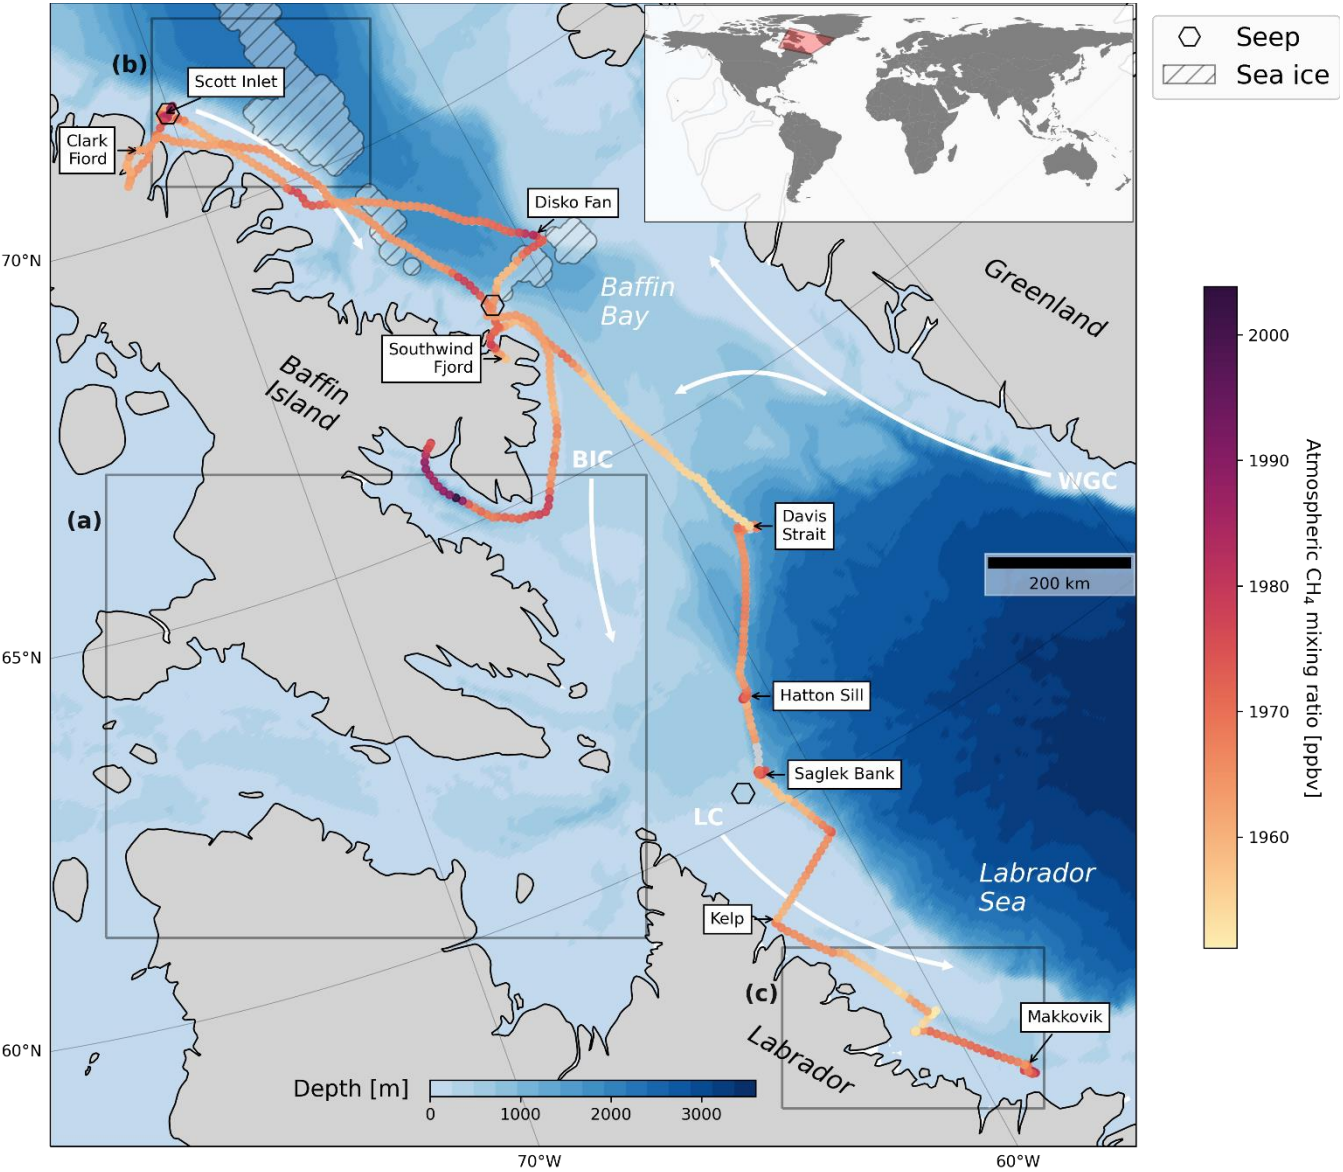 Seep
Sea ice
(b)
Scott Inlet
Clark
Fiord
Disko Fan
70°N
Baffin
Bay
Greenland
2000
Southwind
Fjord
Baffin
Island
BIC
WGC
1990
(a)
Davis
Strait
200 km
1980
Atmospheric CH₄ mixing ratio [ppbv]
65°N
Hatton Sill
1970
Saglek Bank
LC
1960
Labrador
Sea
Kelp
(c)
Makkovik
60°N
Labrador
Depth [m]
0
1000
2000
3000
70°W
60°W